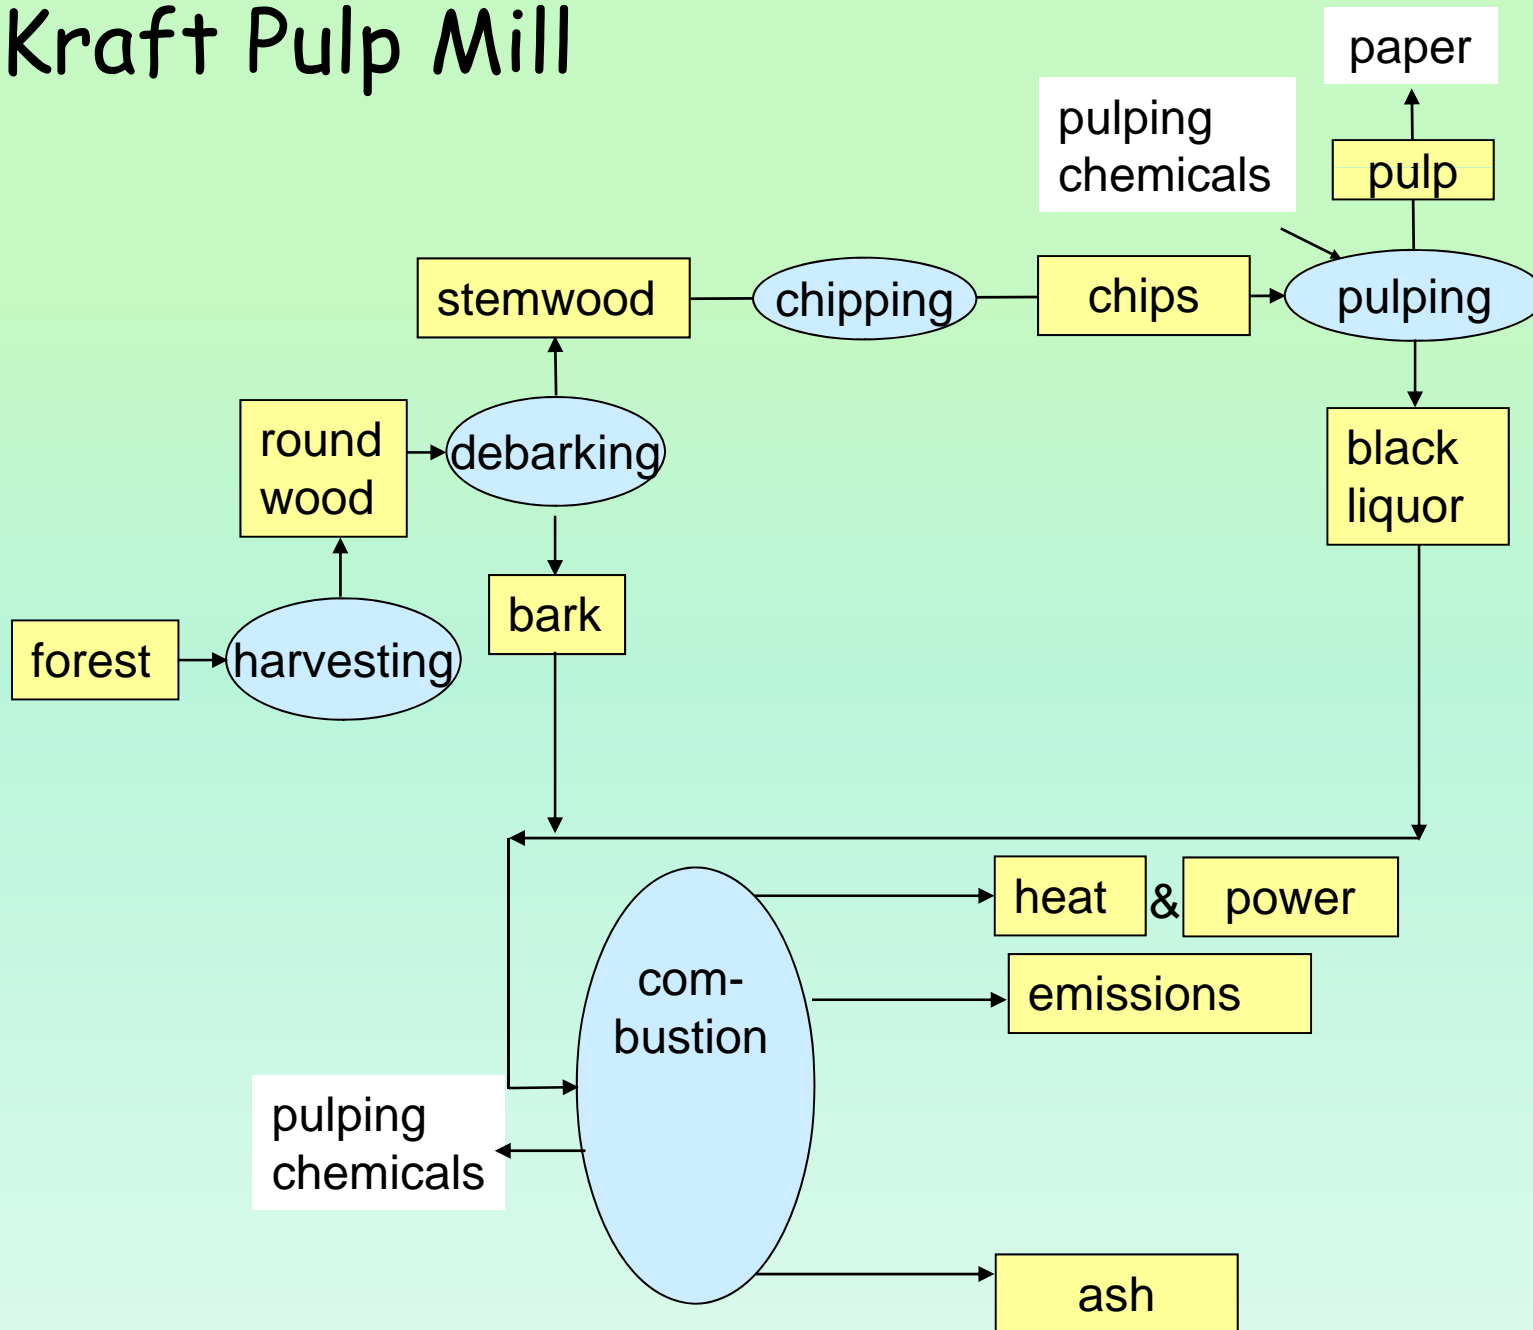 Kraft Pulp Mill
paper
pulping
chemicals
pulp
stemwood
chipping
chips
pulping
round
wood
debarking
black
liquor
bark
forest
harvesting
heat
&
power
com-
bustion
emissions
pulping
chemicals
ash